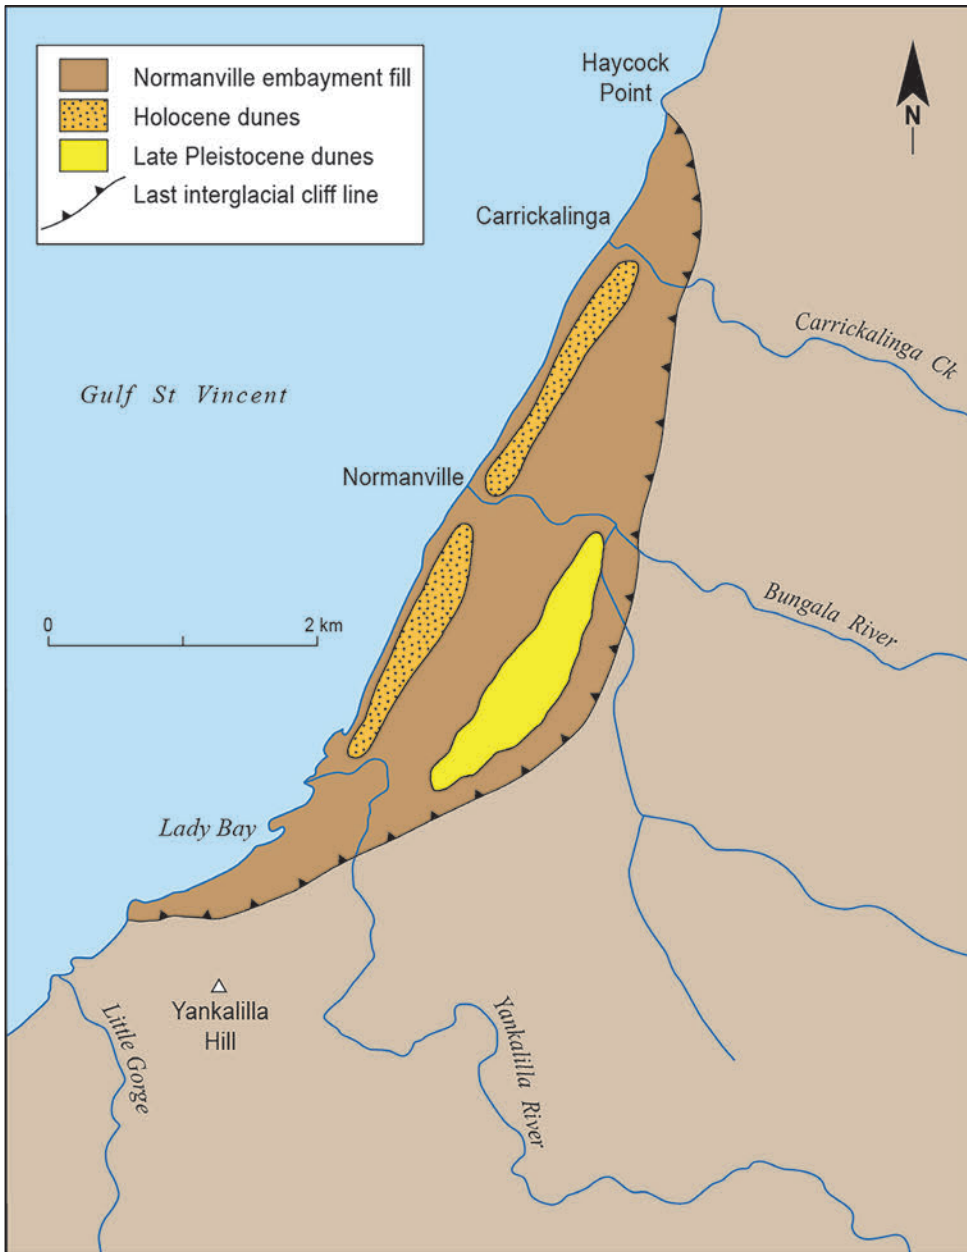 Normanville embayment fill
Holocene dunes
Late Pleistocene dunes
Last interglacial cliff line
Haycock
Point
N
Carrickalinga
Carrickalinga Ck
Gulf St Vincent
Normanville
Bungala River
0 2 km
Lady Bay
Yankalilla
Hill
Little Gorge
Yankalilla River